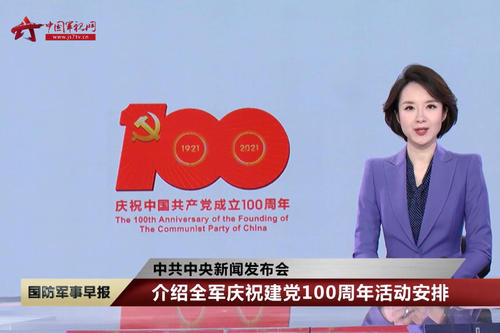 中国军视网
www.js7tv.cn
1921
2021
庆祝中国共产党成立100周年
The 100th Anniversary of the Founding of
The Communist Party of China
中共中央新闻发布会
国防军事早报
介绍全军庆祝建党100周年活动安排